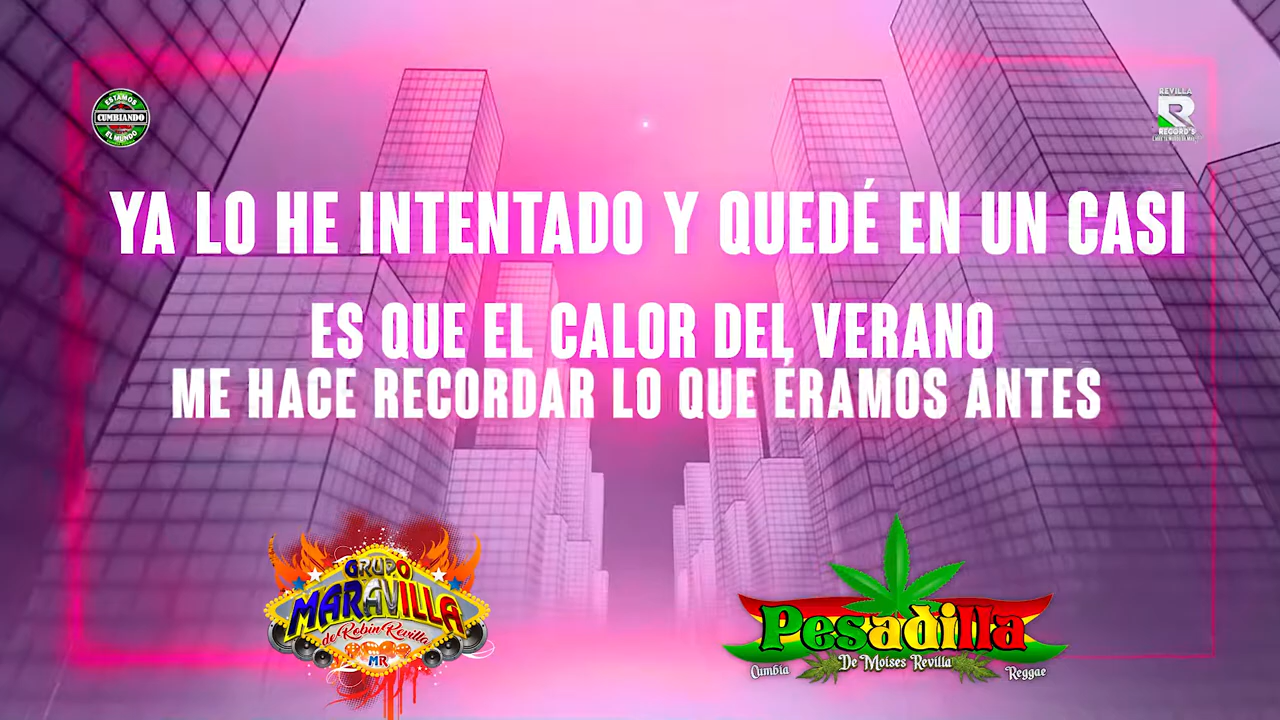 ESTAMOS
CUMBIANDO
EL MUNDO
REVILLA
R
RECORD'S
YA LO HE INTENTADO Y QUEDÉ EN UN CASI
ES QUE EL CALOR DEL VERANO
ME HACE RECORDAR LO QUE ÉRAMOS ANTES
GRUPO
MARAVILLA
de Robin Revilla
MR
Pesadilla
Cumbia De Moises Revilla Reggae